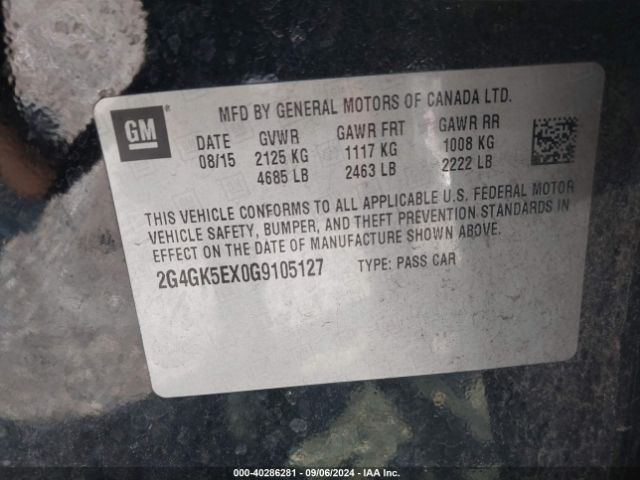 MFD BY GENERAL MOTORS OF CANADA LTD.
GM
DATE GVWR GAWR FRT GAWR RR
08/15 2125 KG 1117 KG 1008 KG
4685 LB 2463 LB 2222 LB
THIS VEHICLE CONFORMS TO ALL APPLICABLE U.S. FEDERAL MOTOR
VEHICLE SAFETY, BUMPER, AND THEFT PREVENTION STANDARDS IN
EFFECT ON THE DATE OF MANUFACTURE SHOWN ABOVE.
2G4GK5EX0G9105127 TYPE: PASS CAR
000-40286281 - 09/06/2024 - IAA Inc.